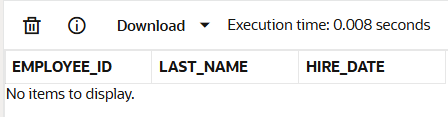 Download Execution time: 0.008 seconds
EMPLOYEE_ID LAST_NAME HIRE_DATE
No items to display.